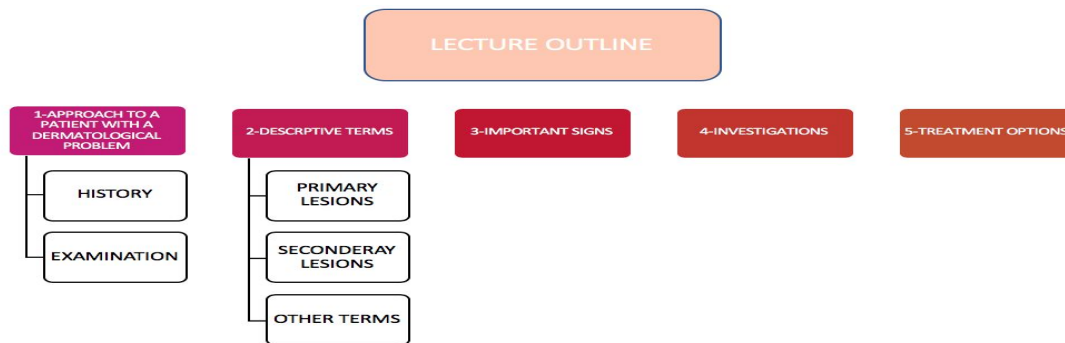 LECTURE OUTLINE
1-APPROACH TO A
PATIENT WITH A
DERMATOLOGICAL
PROBLEM
HISTORY
EXAMINATION
2-DESCRPTIVE TERMS
PRIMARY
LESIONS
SECONDERAY
LESIONS
OTHER TERMS
3-IMPORTANT SIGNS
4-INVESTIGATIONS
5-TREATMENT OPTIONS